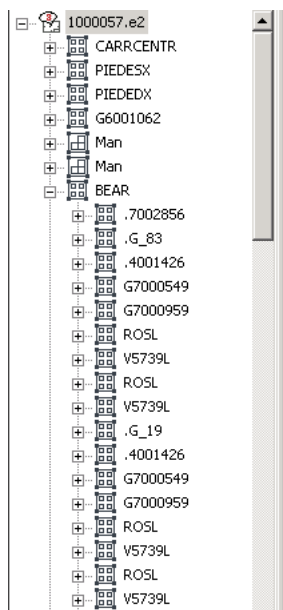 1000057.e2
CARRCENTR
PIEDESX
PIEDEDX
G6001062
Man
Man
BEAR
.7002856
.G_83
.4001426
G7000549
G7000959
ROSL
V5739L
ROSL
V5739L
.G_19
.4001426
G7000549
G7000959
ROSL
V5739L
ROSL
V5739L